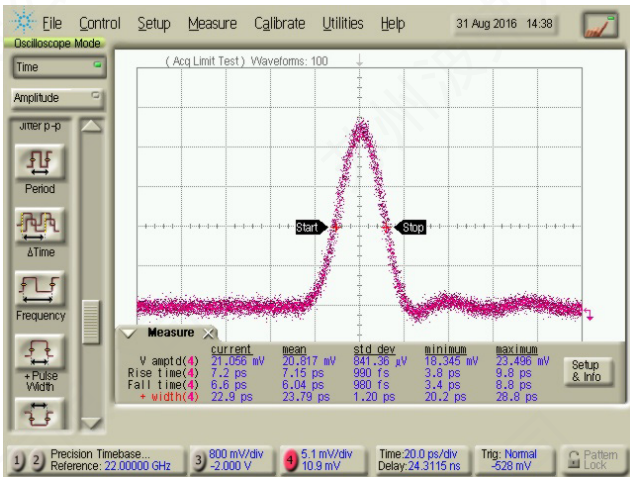 File Control Setup Measure Calibrate Utilities Help 31 Aug 2016 14:38
Oscilloscope Mode
Time
Amplitude
Jitter p-p
Period
ΔTime
Frequency
+ Pulse
Width
( Acq Limit Test ) Waveforms: 100
Start
Stop
Measure
current mean std dev minimum maximum
V amptd(4) 21.056 mV 20.817 mV 841.36 µV 18.345 mV 23.496 mV
Rise time(4) 7.2 ps 7.15 ps 990 fs 3.8 ps 9.8 ps
Fall time(4) 6.6 ps 6.04 ps 980 fs 3.4 ps 8.8 ps
+ width(4) 22.9 ps 23.79 ps 1.20 ps 20.2 ps 28.8 ps
Setup
& Info
1 2 Precision Timebase...
Reference: 22.00000 GHz
3 800 mV/div
-2.000 V
4 5.1 mV/div
10.9 mV
Time:20.0 ps/div
Delay:24.3115 ns
Trig: Normal
-528 mV
Pattern
Lock